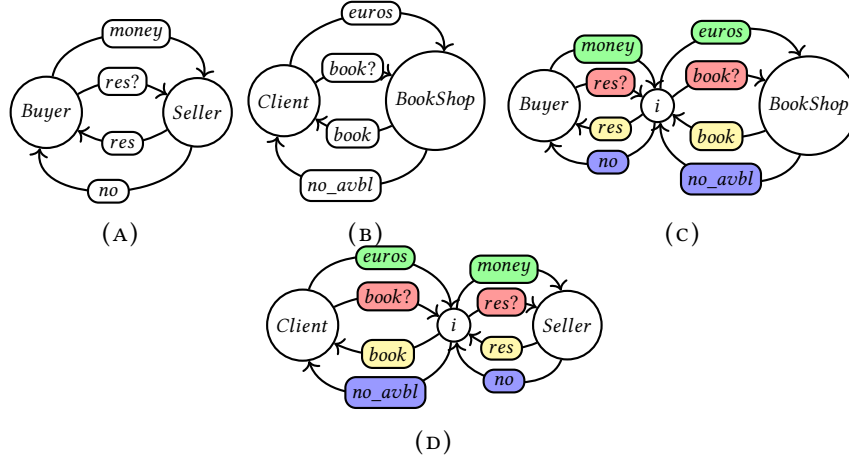 money
res?
Buyer
Seller
res
no
(A)
euros
book?
Client
BookShop
book
no_avbl
(B)
money
euros
res?
book?
Buyer
i
BookShop
res
book
no
no_avbl
(C)
euros
money
book?
res?
Client
i
Seller
book
res
no_avbl
no
(D)